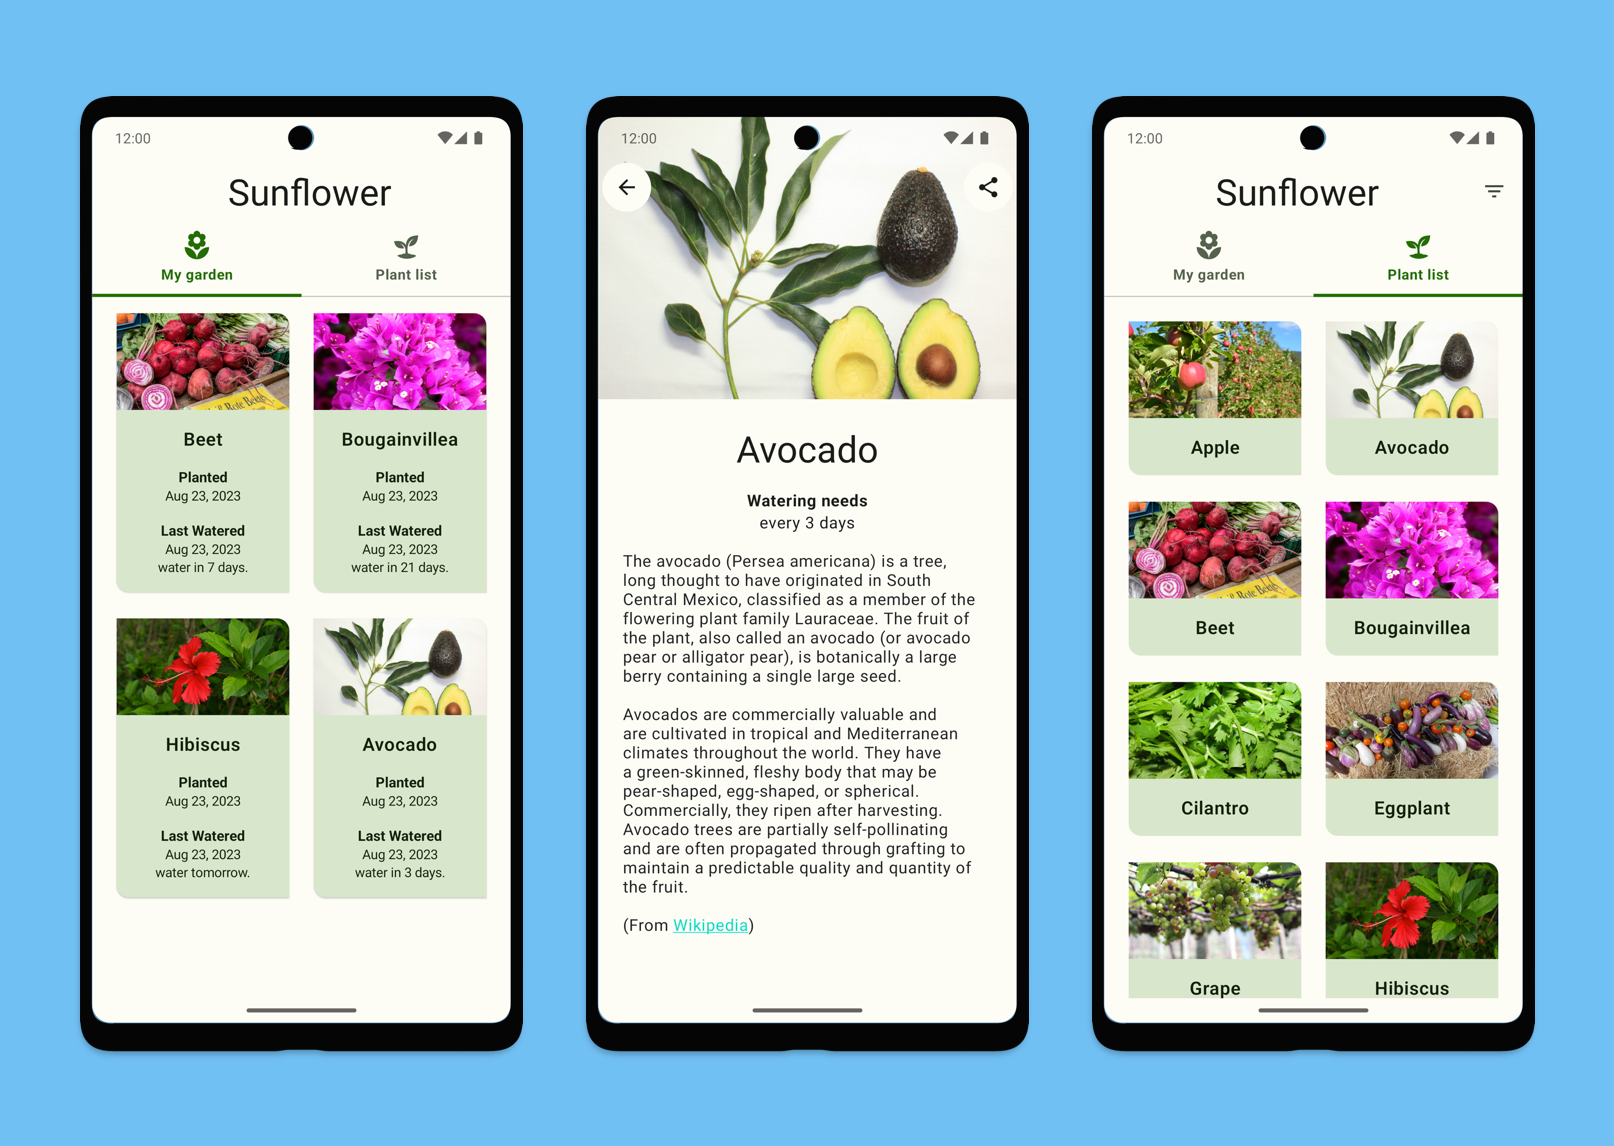 12:00
Sunflower
My garden
Plant list
Beet
Planted
Aug 23, 2023
Last Watered
Aug 23, 2023
water in 7 days.
Bougainvillea
Planted
Aug 23, 2023
Last Watered
Aug 23, 2023
water in 21 days.
Hibiscus
Planted
Aug 23, 2023
Last Watered
Aug 23, 2023
water tomorrow.
Avocado
Planted
Aug 23, 2023
Last Watered
Aug 23, 2023
water in 3 days.
12:00
Avocado
Watering needs
every 3 days
The avocado (Persea americana) is a tree,
long thought to have originated in South
Central Mexico, classified as a member of the
flowering plant family Lauraceae. The fruit of
the plant, also called an avocado (or avocado
pear or alligator pear), is botanically a large
berry containing a single large seed.
Avocados are commercially valuable and
are cultivated in tropical and Mediterranean
climates throughout the world. They have
a green-skinned, fleshy body that may be
pear-shaped, egg-shaped, or spherical.
Commercially, they ripen after harvesting.
Avocado trees are partially self-pollinating
and are often propagated through grafting to
maintain a predictable quality and quantity of
the fruit.
(From Wikipedia)
12:00
Sunflower
My garden
Plant list
Apple
Avocado
Beet
Bougainvillea
Cilantro
Eggplant
Grape
Hibiscus